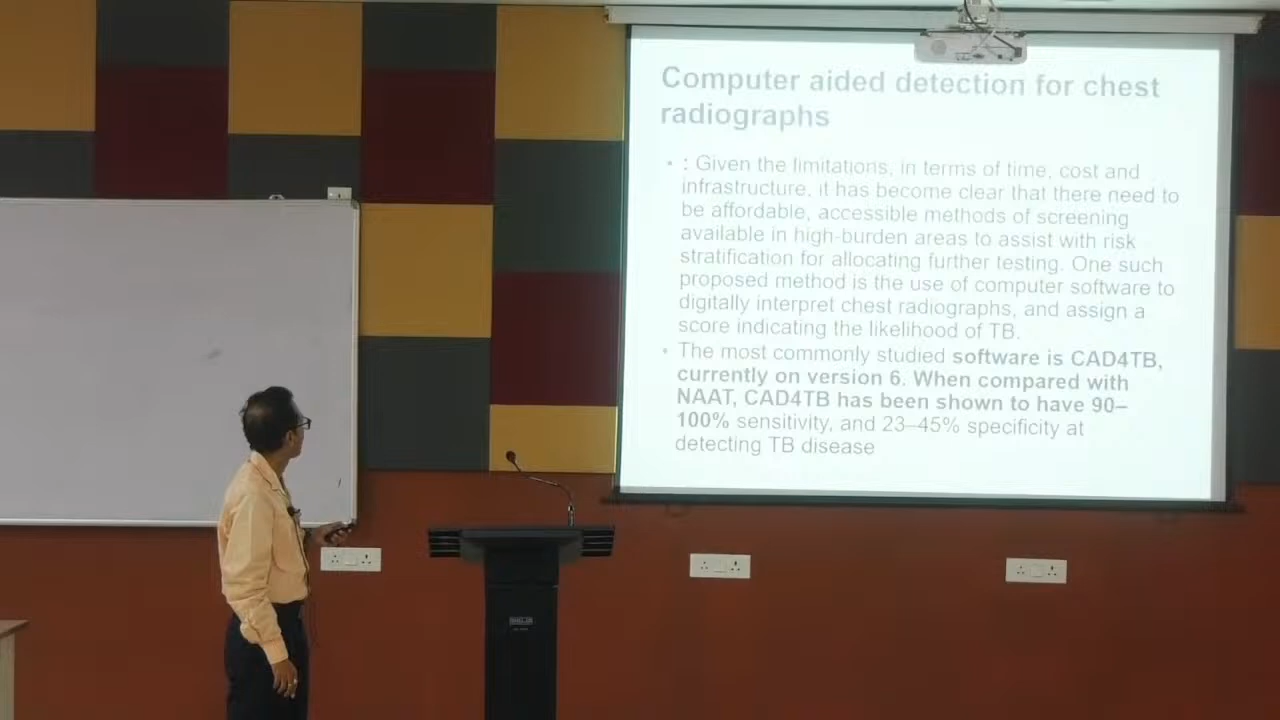 Computer aided detection for chest
radiographs
• : Given the limitations, in terms of time, cost and
infrastructure, it has become clear that there need to
be affordable, accessible methods of screening
available in high-burden areas to assist with risk
stratification for allocating further testing. One such
proposed method is the use of computer software to
digitally interpret chest radiographs, and assign a
score indicating the likelihood of TB.
• The most commonly studied software is CAD4TB,
currently on version 6. When compared with
NAAT, CAD4TB has been shown to have 90–
100% sensitivity, and 23–45% specificity at
detecting TB disease